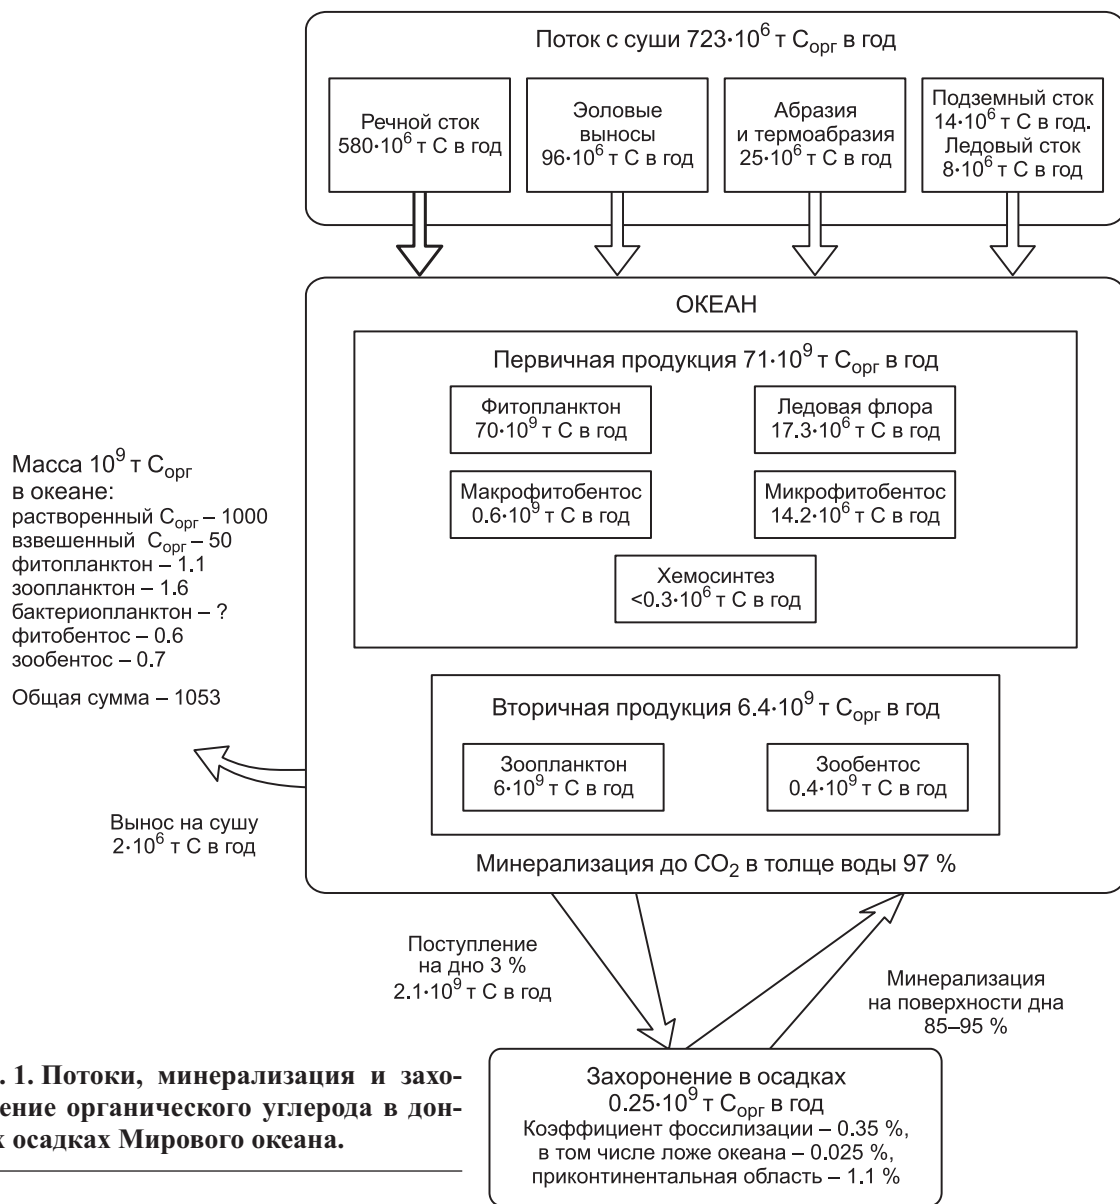 Поток с суши 723·10⁶ т Cорг в год
Речной сток
580·10⁶ т С в год
Эоловые
выносы
96·10⁶ т С в год
Абразия
и термоабразия
25·10⁶ т С в год
Подземный сток
14·10⁶ т С в год.
Ледовый сток
8·10⁶ т С в год
ОКЕАН
Первичная продукция 71·10⁹ т Cорг в год
Фитопланктон
70·10⁹ т С в год
Ледовая флора
17.3·10⁶ т С в год
Макрофитобентос
0.6·10⁹ т С в год
Микрофитобентос
14.2·10⁶ т С в год
Хемосинтез
<0.3·10⁶ т С в год
Масса 10⁹ т Cорг
в океане:
растворенный Cорг – 1000
взвешенный Cорг – 50
фитопланктон – 1.1
зоопланктон – 1.6
бактериопланктон – ?
фитобентос – 0.6
зообентос – 0.7
Общая сумма – 1053
Вторичная продукция 6.4·10⁹ т Cорг в год
Зоопланктон
6·10⁹ т С в год
Зообентос
0.4·10⁹ т С в год
Вынос на сушу
2·10⁶ т С в год
Минерализация до CO₂ в толще воды 97 %
Поступление
на дно 3 %
2.1·10⁹ т С в год
Минерализация
на поверхности дна
85–95 %
Захоронение в осадках
0.25·10⁹ т Cорг в год
Коэффициент фоссилизации – 0.35 %,
в том числе ложе океана – 0.025 %,
приконтинентальная область – 1.1 %
. 1. Потоки, минерализация и захо-
ение органического углерода в дон-
х осадках Мирового океана.